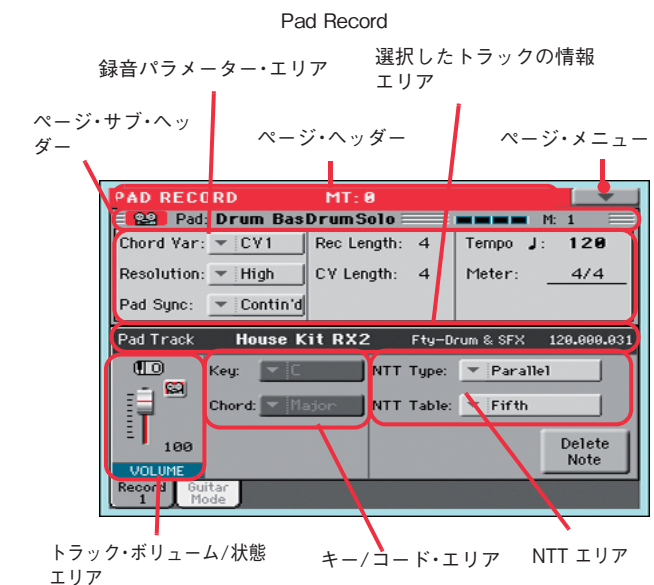 Pad Record
録音パラメーター・エリア
選択したトラックの情報
エリア
ページ・サブ・ヘッ
ダー
ページ・ヘッダー
ページ・メニュー
PAD RECORD MT: 0
Pad: Drum BasDrumSolo M: 1
Chord Var: CV1 Rec Length: 4 Tempo ♩: 120
Resolution: High CV Length: 4 Meter: 4/4
Pad Sync: Contin'd
Pad Track House Kit RX2 Fty-Drum & SFX 120.000.031
Key: C NTT Type: Parallel
Chord: Major NTT Table: Fifth
100
Delete
Note
VOLUME
Record
1
Guitar
Mode
トラック・ボリューム/状態
エリア
キー/コード・エリア
NTT エリア